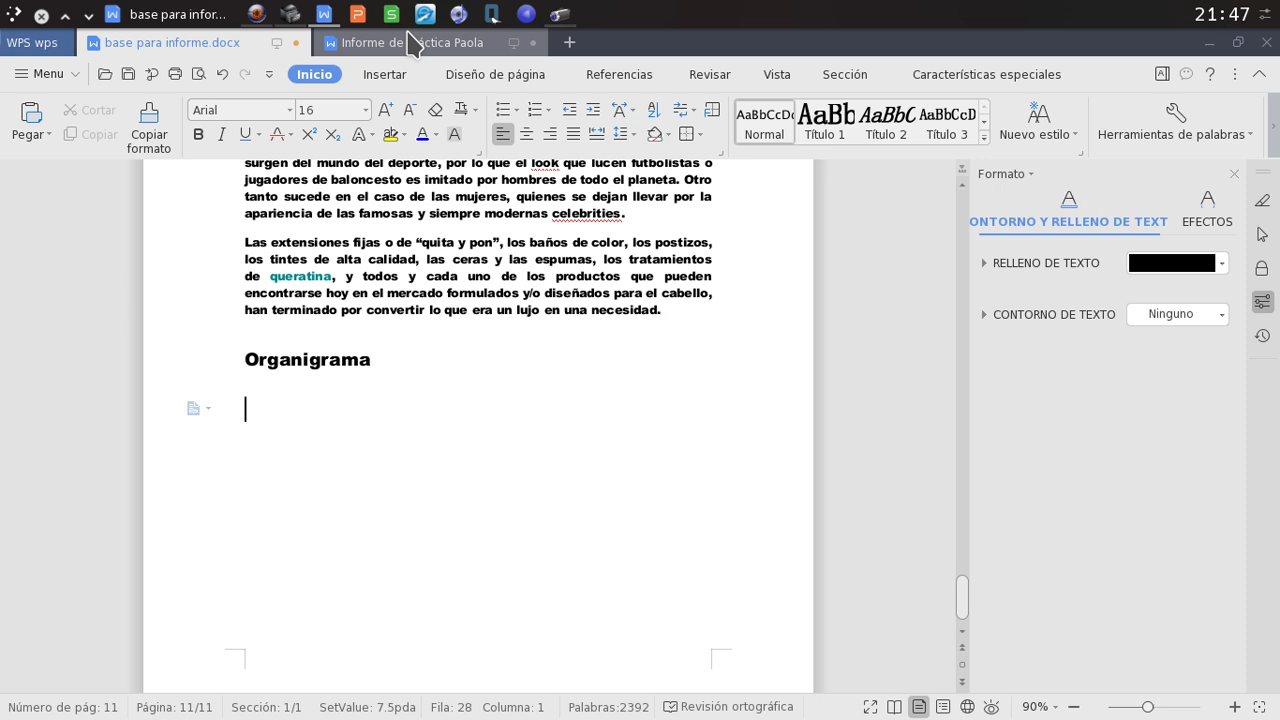 base para infor...
21:47
WPS wps
base para informe.docx
Informe de
áctica Paola
Menu
Inicio
Insertar
Diseño de página
Referencias
Revisar
Vista
Sección
Características especiales
Pegar
Cortar
Copiar
Copiar formato
Arial
16
AaBbCcDc
Normal
AaBb
Título 1
AaBbC
Título 2
AaBbCcD
Título 3
Nuevo estilo
Herramientas de palabras
surgen del mundo del deporte, por lo que el look que lucen futbolistas o
jugadores de baloncesto es imitado por hombres de todo el planeta. Otro
tanto sucede en el caso de las mujeres, quienes se dejan llevar por la
apariencia de las famosas y siempre modernas celebrities.
Las extensiones fijas o de “quita y pon”, los baños de color, los postizos,
los tintes de alta calidad, las ceras y las espumas, los tratamientos
de queratina, y todos y cada uno de los productos que pueden
encontrarse hoy en el mercado formulados y/o diseñados para el cabello,
han terminado por convertir lo que era un lujo en una necesidad.
Organigrama
Formato
ONTORNO Y RELLENO DE TEXT
EFECTOS
RELLENO DE TEXTO
CONTORNO DE TEXTO
Ninguno
Número de pág: 11
Página: 11/11
Sección: 1/1
SetValue: 7.5pda
Fila: 28
Columna: 1
Palabras:2392
Revisión ortográfica
90%